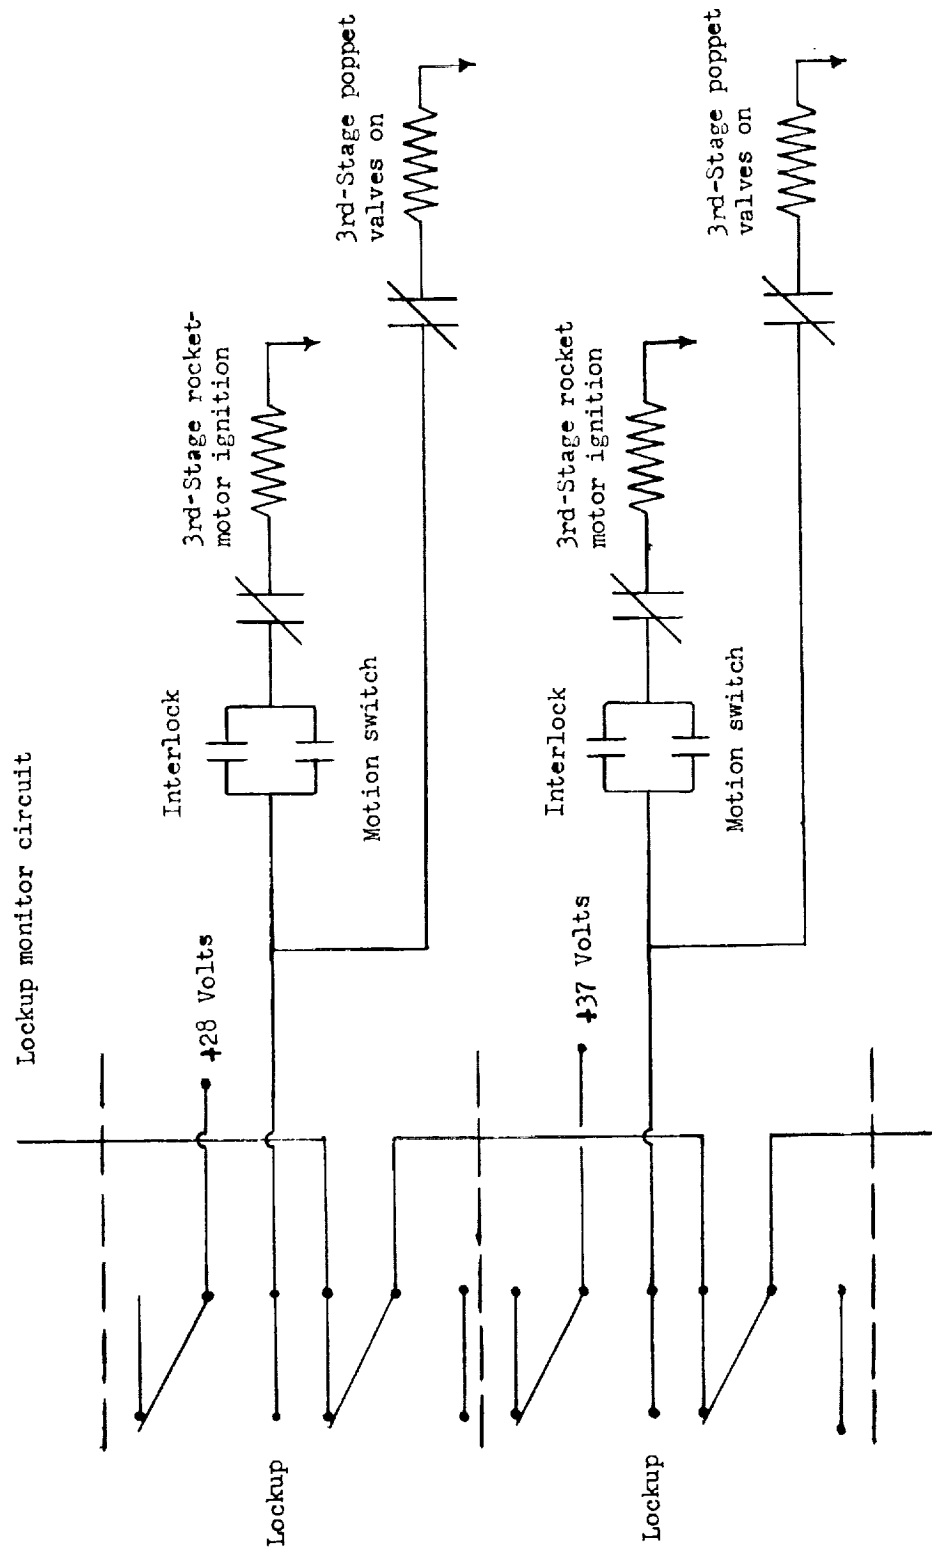 Lockup monitor circuit
3rd-Stage rocket-
motor ignition
3rd-Stage poppet
valves on
Interlock
Motion switch
+28 Volts
Lockup
3rd-Stage rocket
motor ignition
3rd-Stage poppet
valves on
Interlock
Motion switch
+37 Volts
Lockup